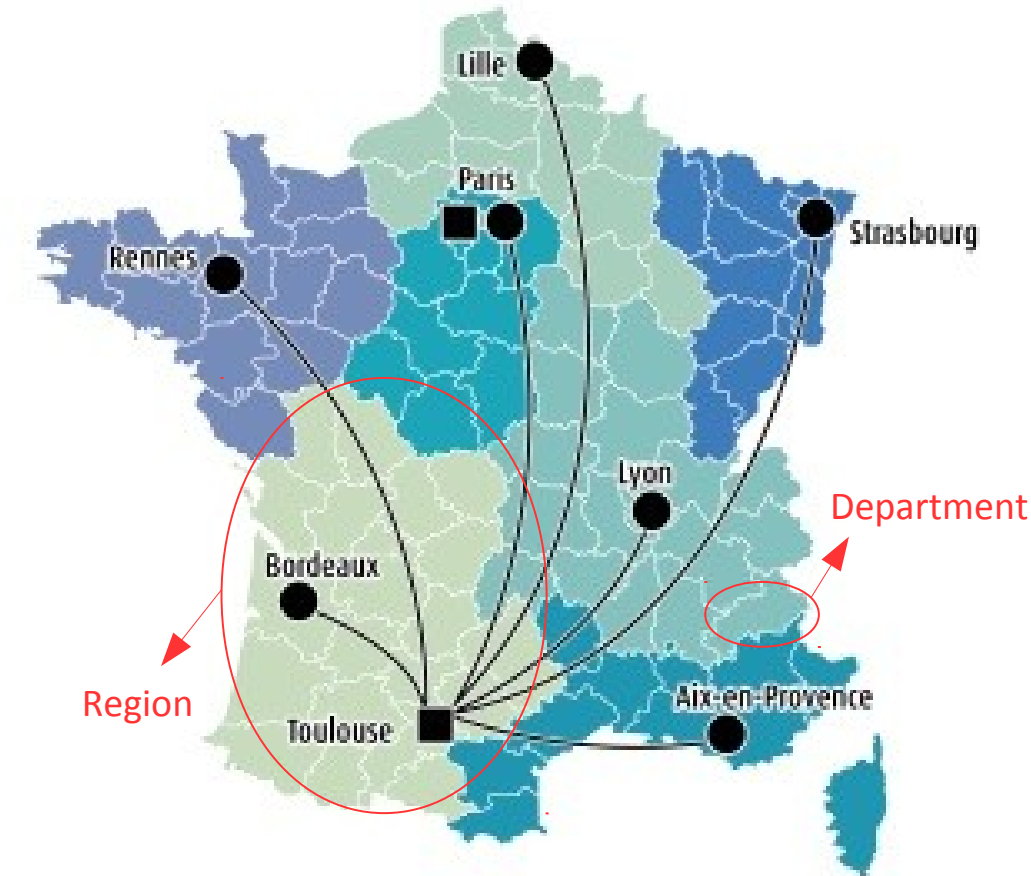 Lille
Paris
Strasbourg
Rennes
Lyon
Department
Bordeaux
Region
Aix-en-Provence
Toulouse